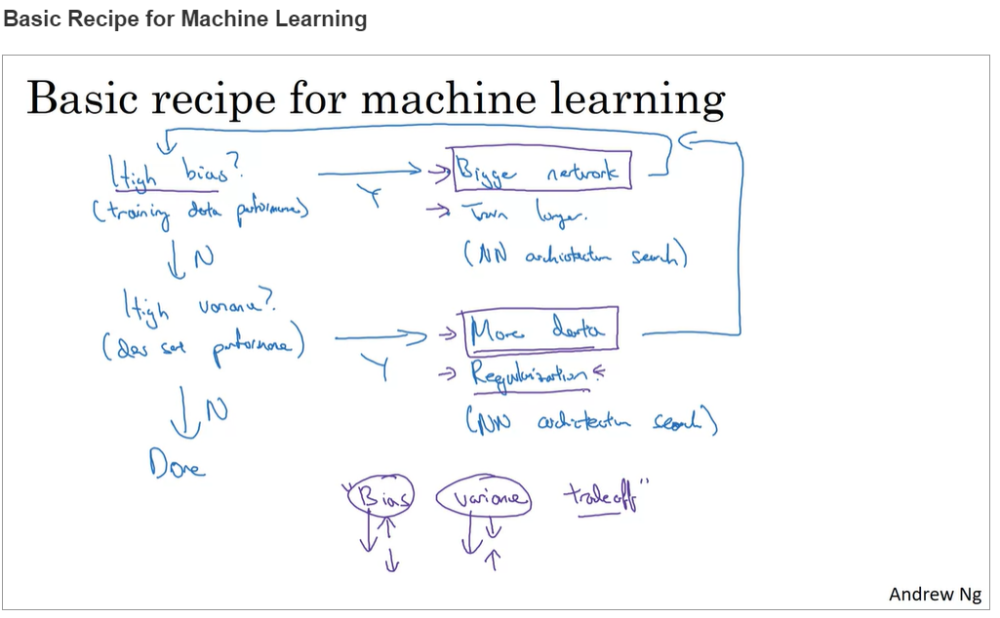 Basic Recipe for Machine Learning
Basic recipe for machine learning
High bias?
(training data performance)
Y
Bigger network
Train longer.
(NN architecture search)
N
High variance?
(dev set performance)
Y
More data
Regularization
(NN architecture search)
N
Done
"Bias variance tradeoff"
Andrew Ng